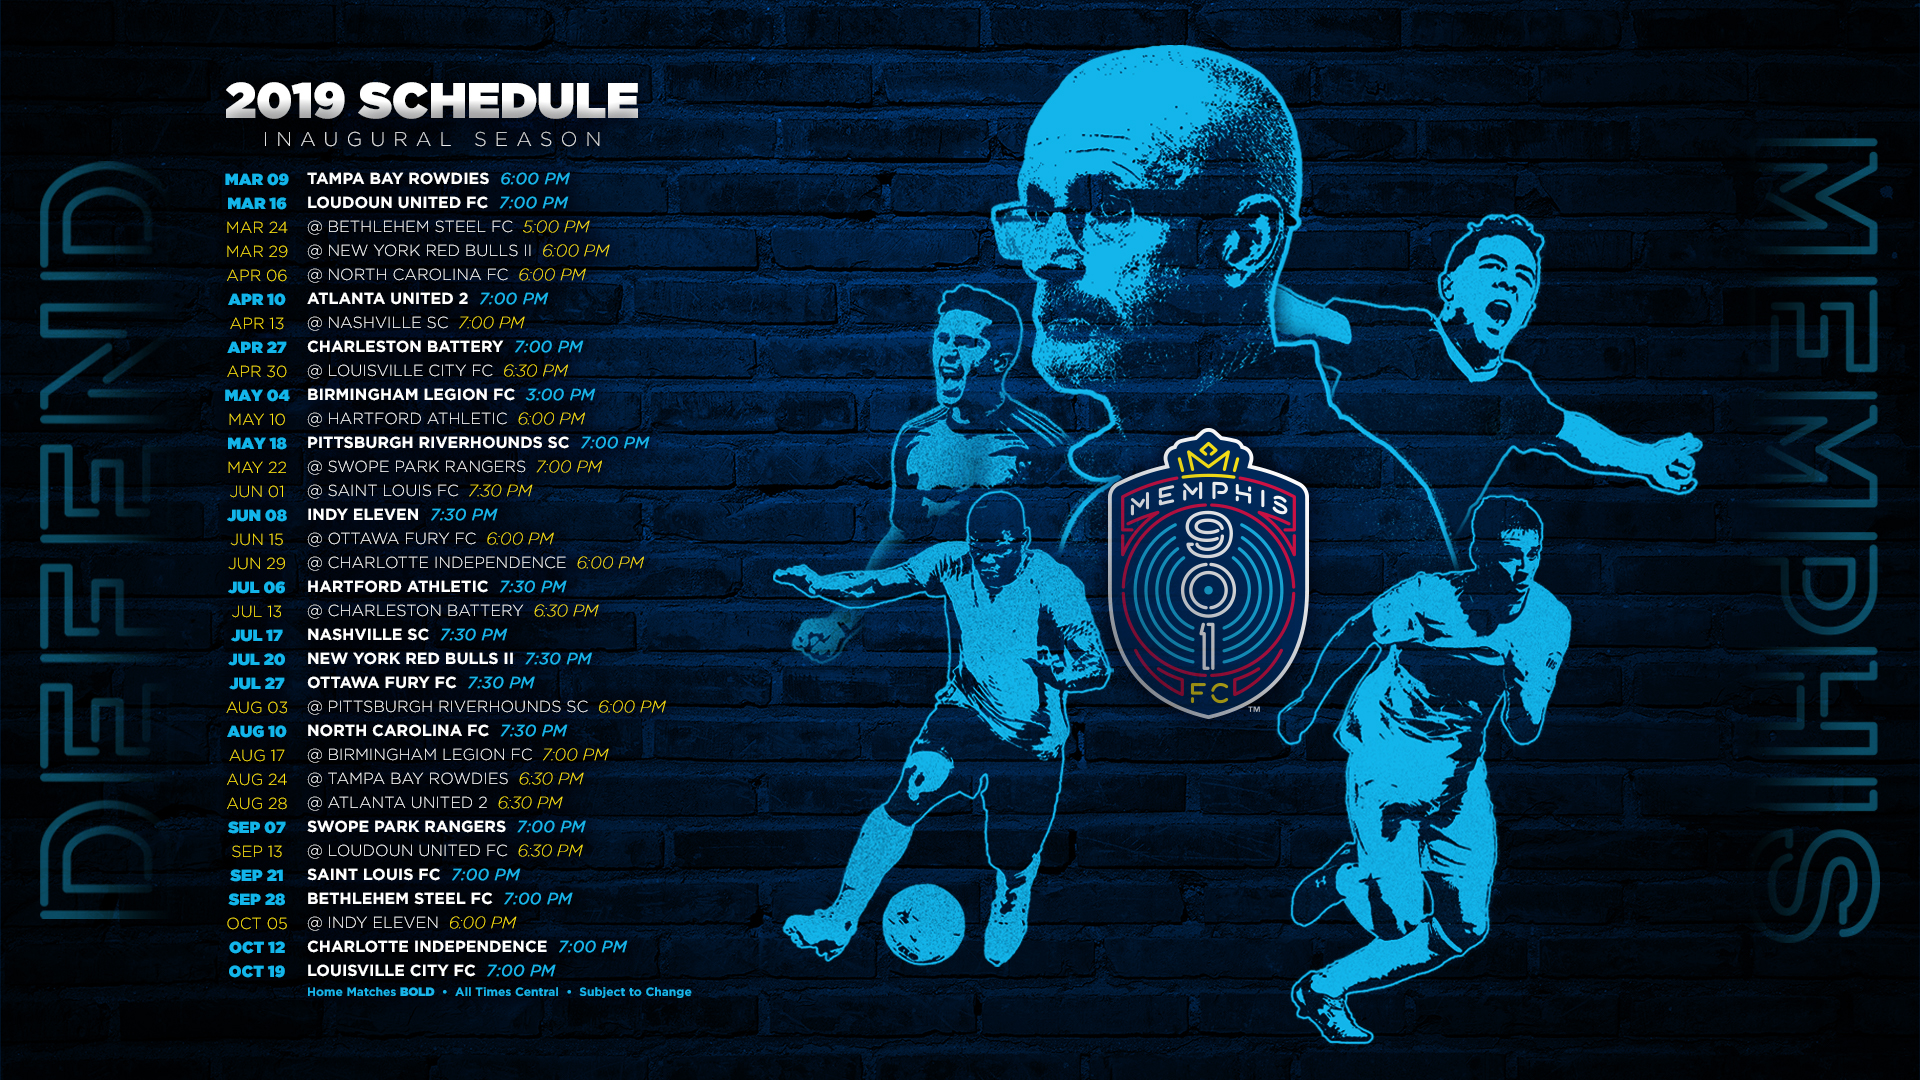 2019 SCHEDULE
INAUGURAL SEASON
MAR 09 TAMPA BAY ROWDIES 6:00 PM
MAR 16 LOUDOUN UNITED FC 7:00 PM
MAR 24 @ BETHLEHEM STEEL FC 5:00 PM
MAR 29 @ NEW YORK RED BULLS II 6:00 PM
APR 06 @ NORTH CAROLINA FC 6:00 PM
APR 10 ATLANTA UNITED 2 7:00 PM
APR 13 @ NASHVILLE SC 7:00 PM
APR 27 CHARLESTON BATTERY 7:00 PM
APR 30 @ LOUISVILLE CITY FC 6:30 PM
MAY 04 BIRMINGHAM LEGION FC 3:00 PM
MAY 10 @ HARTFORD ATHLETIC 6:00 PM
MAY 18 PITTSBURGH RIVERHOUNDS SC 7:00 PM
MAY 22 @ SWOPE PARK RANGERS 7:00 PM
JUN 01 @ SAINT LOUIS FC 7:30 PM
JUN 08 INDY ELEVEN 7:30 PM
JUN 15 @ OTTAWA FURY FC 6:00 PM
JUN 29 @ CHARLOTTE INDEPENDENCE 6:00 PM
JUL 06 HARTFORD ATHLETIC 7:30 PM
JUL 13 @ CHARLESTON BATTERY 6:30 PM
JUL 17 NASHVILLE SC 7:30 PM
JUL 20 NEW YORK RED BULLS II 7:30 PM
JUL 27 OTTAWA FURY FC 7:30 PM
AUG 03 @ PITTSBURGH RIVERHOUNDS SC 6:00 PM
AUG 10 NORTH CAROLINA FC 7:30 PM
AUG 17 @ BIRMINGHAM LEGION FC 7:00 PM
AUG 24 @ TAMPA BAY ROWDIES 6:30 PM
AUG 28 @ ATLANTA UNITED 2 6:30 PM
SEP 07 SWOPE PARK RANGERS 7:00 PM
SEP 13 @ LOUDOUN UNITED FC 6:30 PM
SEP 21 SAINT LOUIS FC 7:00 PM
SEP 28 BETHLEHEM STEEL FC 7:00 PM
OCT 05 @ INDY ELEVEN 6:00 PM
OCT 12 CHARLOTTE INDEPENDENCE 7:00 PM
OCT 19 LOUISVILLE CITY FC 7:00 PM
Home Matches BOLD • All Times Central • Subject to Change
DEFEND
MEMPHIS
9
0
1
FC
TM
MEMPHIS